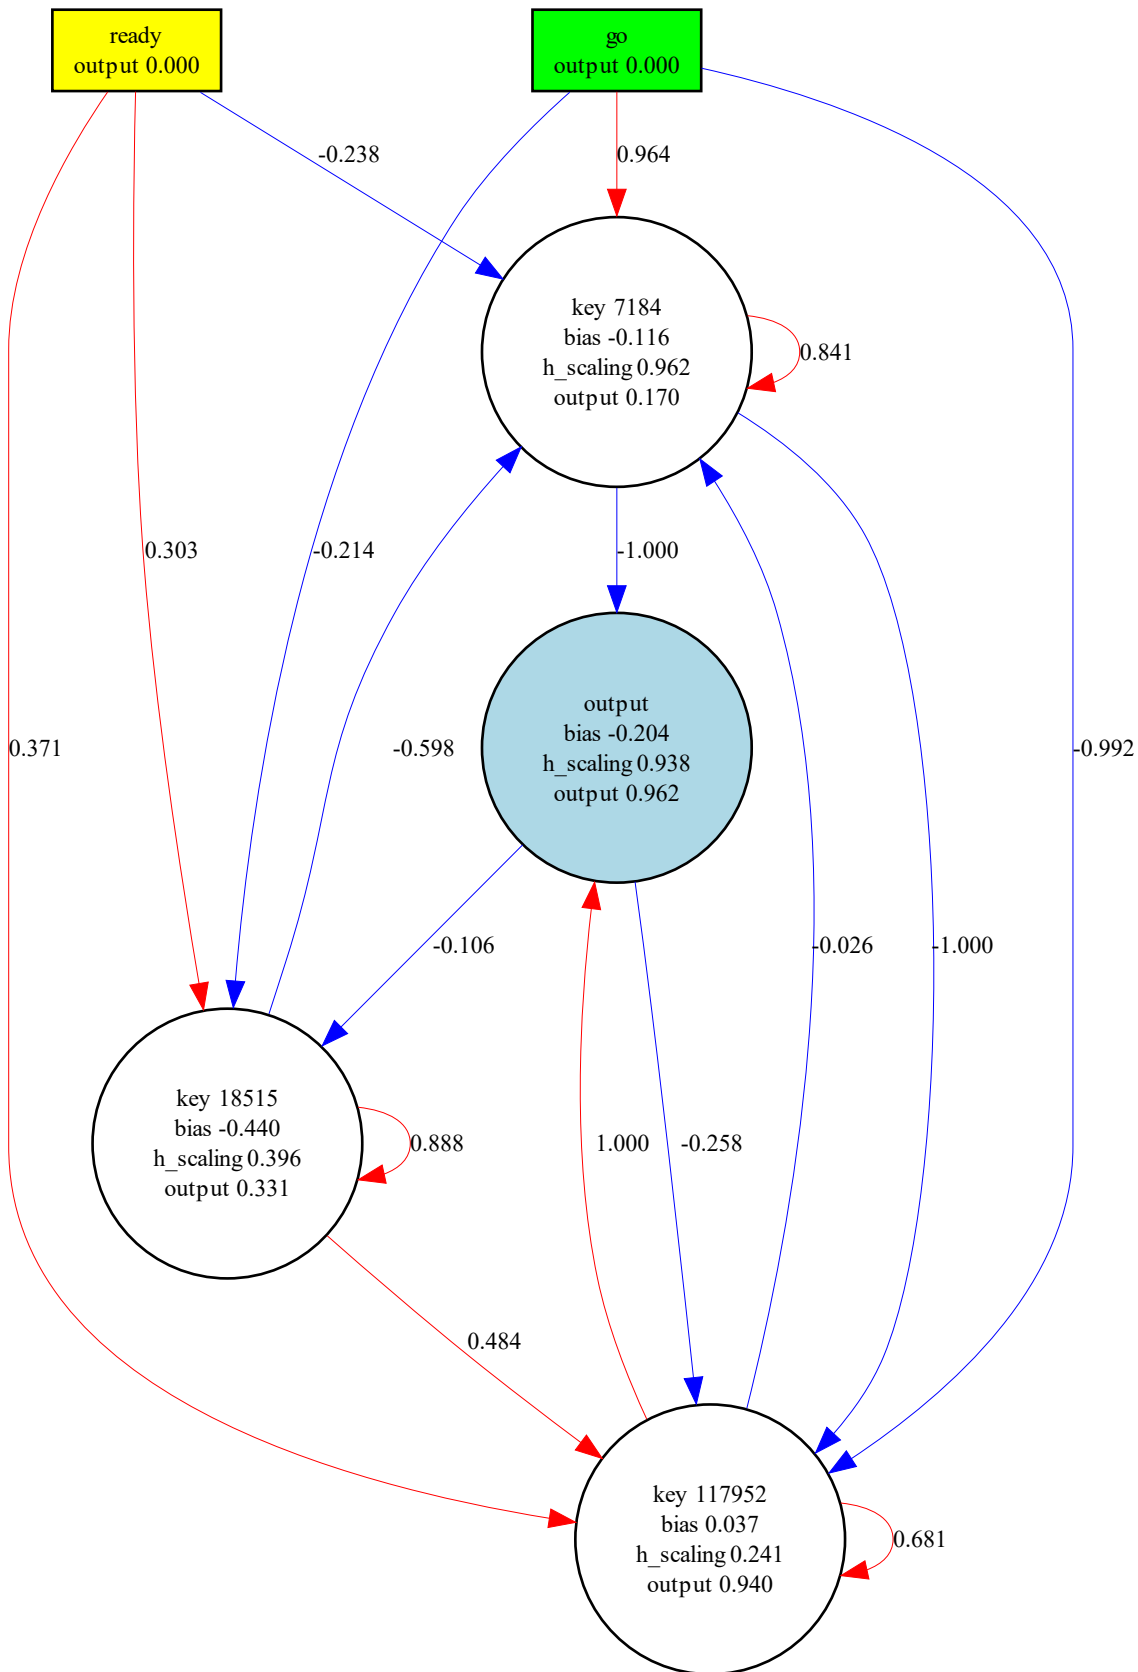 ready
output 0.000
go
output 0.000
-0.238
0.964
key 7184
bias -0.116
h_scaling 0.962
output 0.170
0.841
0.303
-0.214
-1.000
output
bias -0.204
h_scaling 0.938
output 0.962
0.371
-0.598
-0.992
-0.106
-0.026
-1.000
key 18515
bias -0.440
h_scaling 0.396
output 0.331
0.888
1.000
-0.258
0.484
key 117952
bias 0.037
h_scaling 0.241
output 0.940
0.681